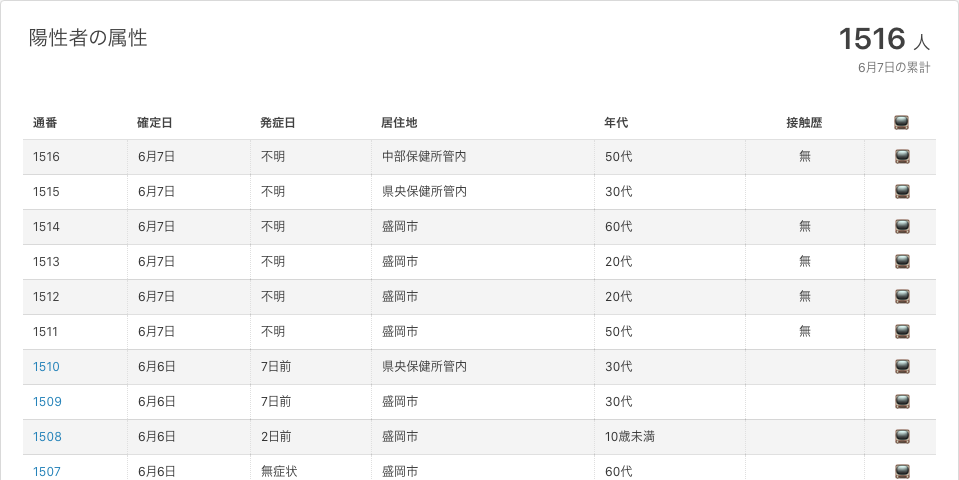 陽性者の属性
1516 人
6月7日の累計
通番 確定日 発症日 居住地 年代 接触歴
1516 6月7日 不明 中部保健所管内 50代 無
1515 6月7日 不明 県央保健所管内 30代
1514 6月7日 不明 盛岡市 60代 無
1513 6月7日 不明 盛岡市 20代 無
1512 6月7日 不明 盛岡市 20代 無
1511 6月7日 不明 盛岡市 50代 無
1510 6月6日 7日前 県央保健所管内 30代
1509 6月6日 7日前 盛岡市 30代
1508 6月6日 2日前 盛岡市 10歳未満
1507 6月6日 無症状 盛岡市 60代